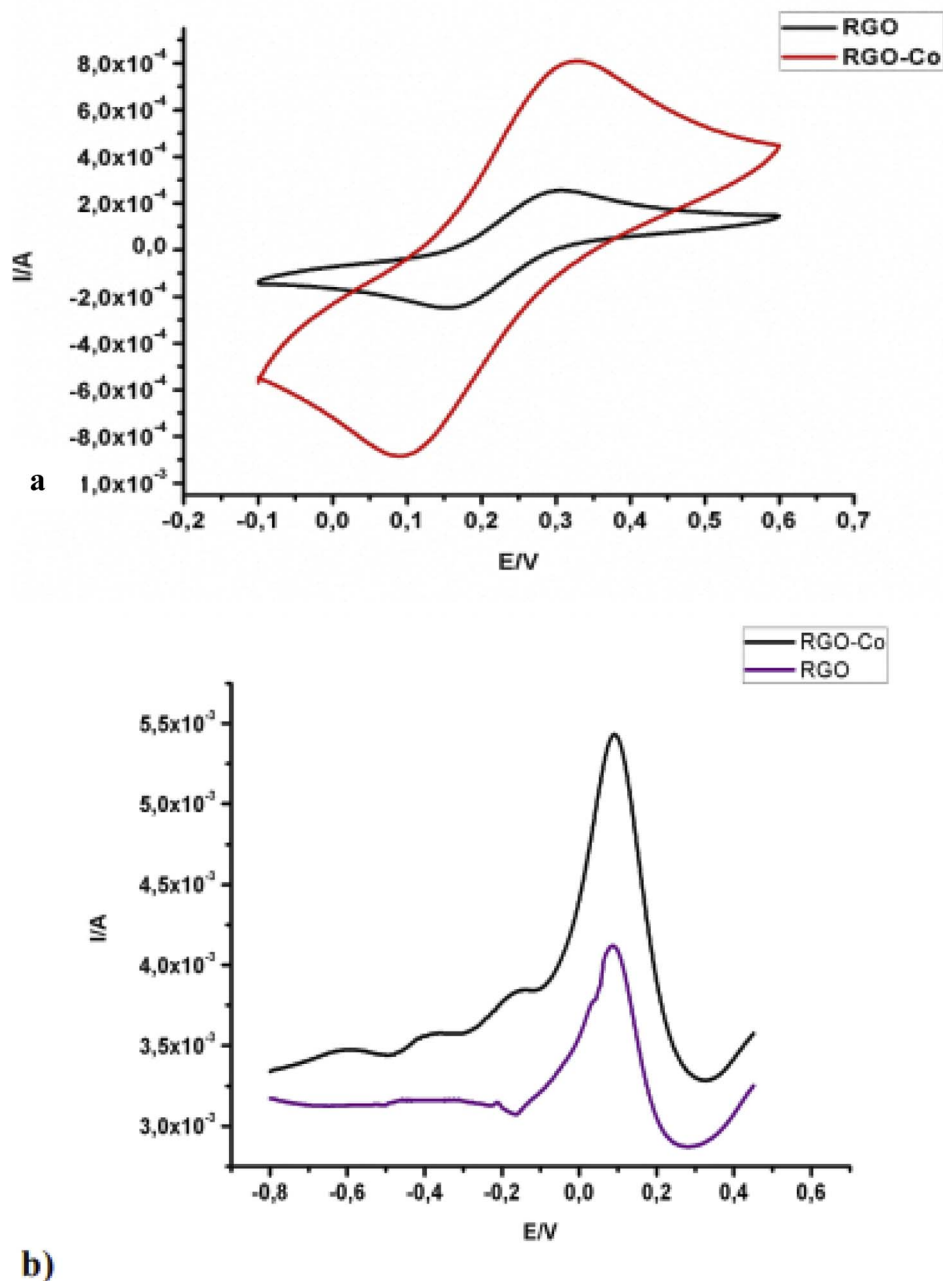 RGO
RGO-Co
8,0x10⁻⁴
6,0x10⁻⁴
4,0x10⁻⁴
2,0x10⁻⁴
0,0
-2,0x10⁻⁴
-4,0x10⁻⁴
-6,0x10⁻⁴
-8,0x10⁻⁴
1,0x10⁻³
I/A
a
-0,2 -0,1 0,0 0,1 0,2 0,3 0,4 0,5 0,6 0,7
E/V
RGO-Co
RGO
5,5x10⁻³
5,0x10⁻³
4,5x10⁻³
4,0x10⁻³
3,5x10⁻³
3,0x10⁻³
I/A
-0,8 -0,6 -0,4 -0,2 0,0 0,2 0,4 0,6
E/V
b)